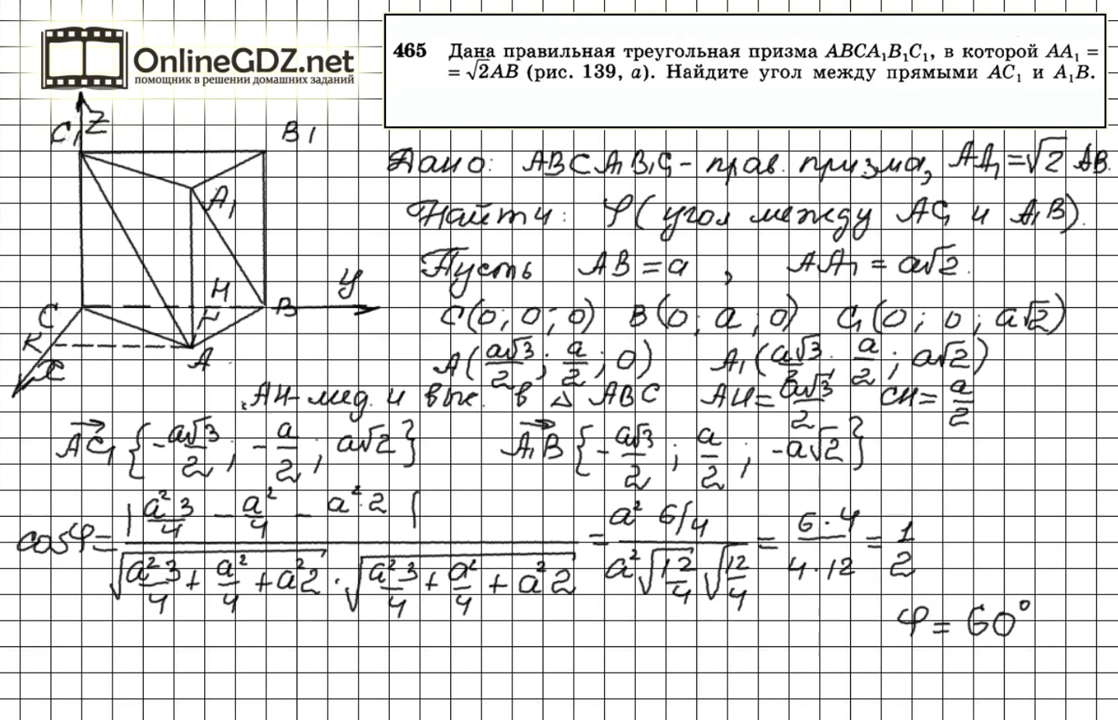 OnlineGDZ.net
помощник в решении домашних заданий
465 Дана правильная треугольная призма ABCA₁B₁C₁, в которой AA₁ =
= √2AB (рис. 139, а). Найдите угол между прямыми AC₁ и A₁B.
Z
C₁
B₁
A₁
H
У
C
B
K
A
X
Дано: ABCA₁B₁C₁ - прав. призма, AA₁ = √2 AB.
Найти: φ (угол между AC₁ и A₁B).
Пусть AB = a, AA₁ = a√2.
C(0; 0; 0) B(0; a; 0) C₁(0; 0; a√2)
A(a√3/2; a/2; 0) A₁(a√3/2; a/2; a√2)
AH - мед. и выс. в △ ABC AH = a√3/2 CH = a/2
AC₁ {-a√3/2; -a/2; a√2} A₁B {-a√3/2; a/2; -a√2}
cosφ = |a²3/4 - a²/4 - a²·2| / √(a²3/4 + a²/4 + a²2) · √(a²3/4 + a²/4 + a²2) = a² 6/4 / a²√(12/4) √(12/4) = 6·4 / 4·12 = 1/2
φ = 60°